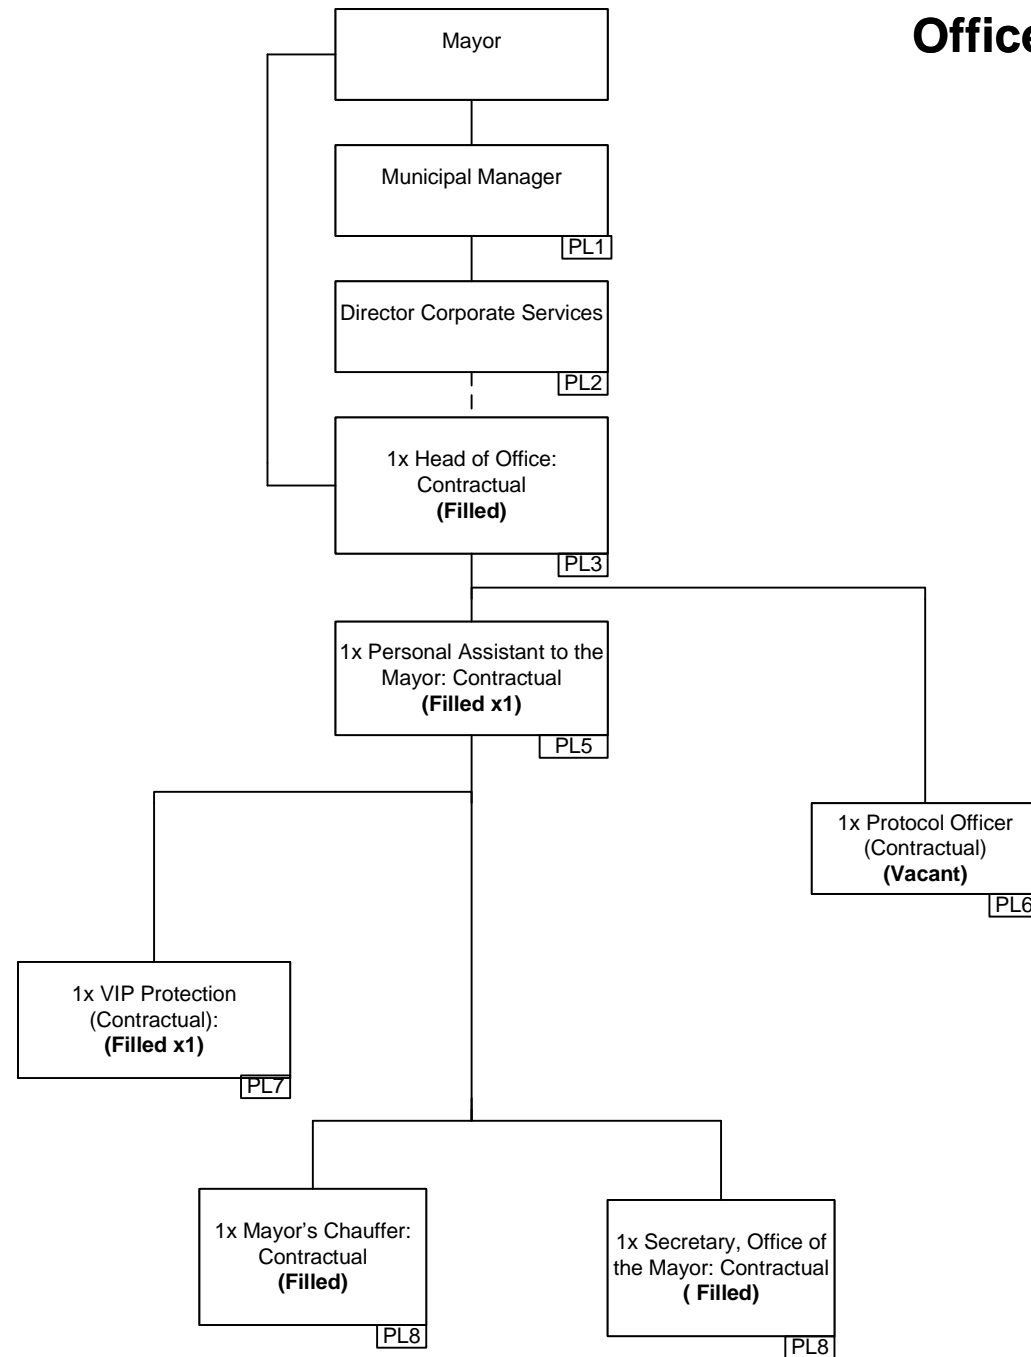 Office
Mayor
Municipal Manager
PL1
Director Corporate Services
PL2
1x Head of Office:
Contractual
(Filled)
PL3
1x Personal Assistant to the
Mayor: Contractual
(Filled x1)
PL5
1x Protocol Officer
(Contractual)
(Vacant)
PL6
1x VIP Protection
(Contractual):
(Filled x1)
PL7
1x Mayor’s Chauffer:
Contractual
(Filled)
PL8
1x Secretary, Office of
the Mayor: Contractual
( Filled)
PL8